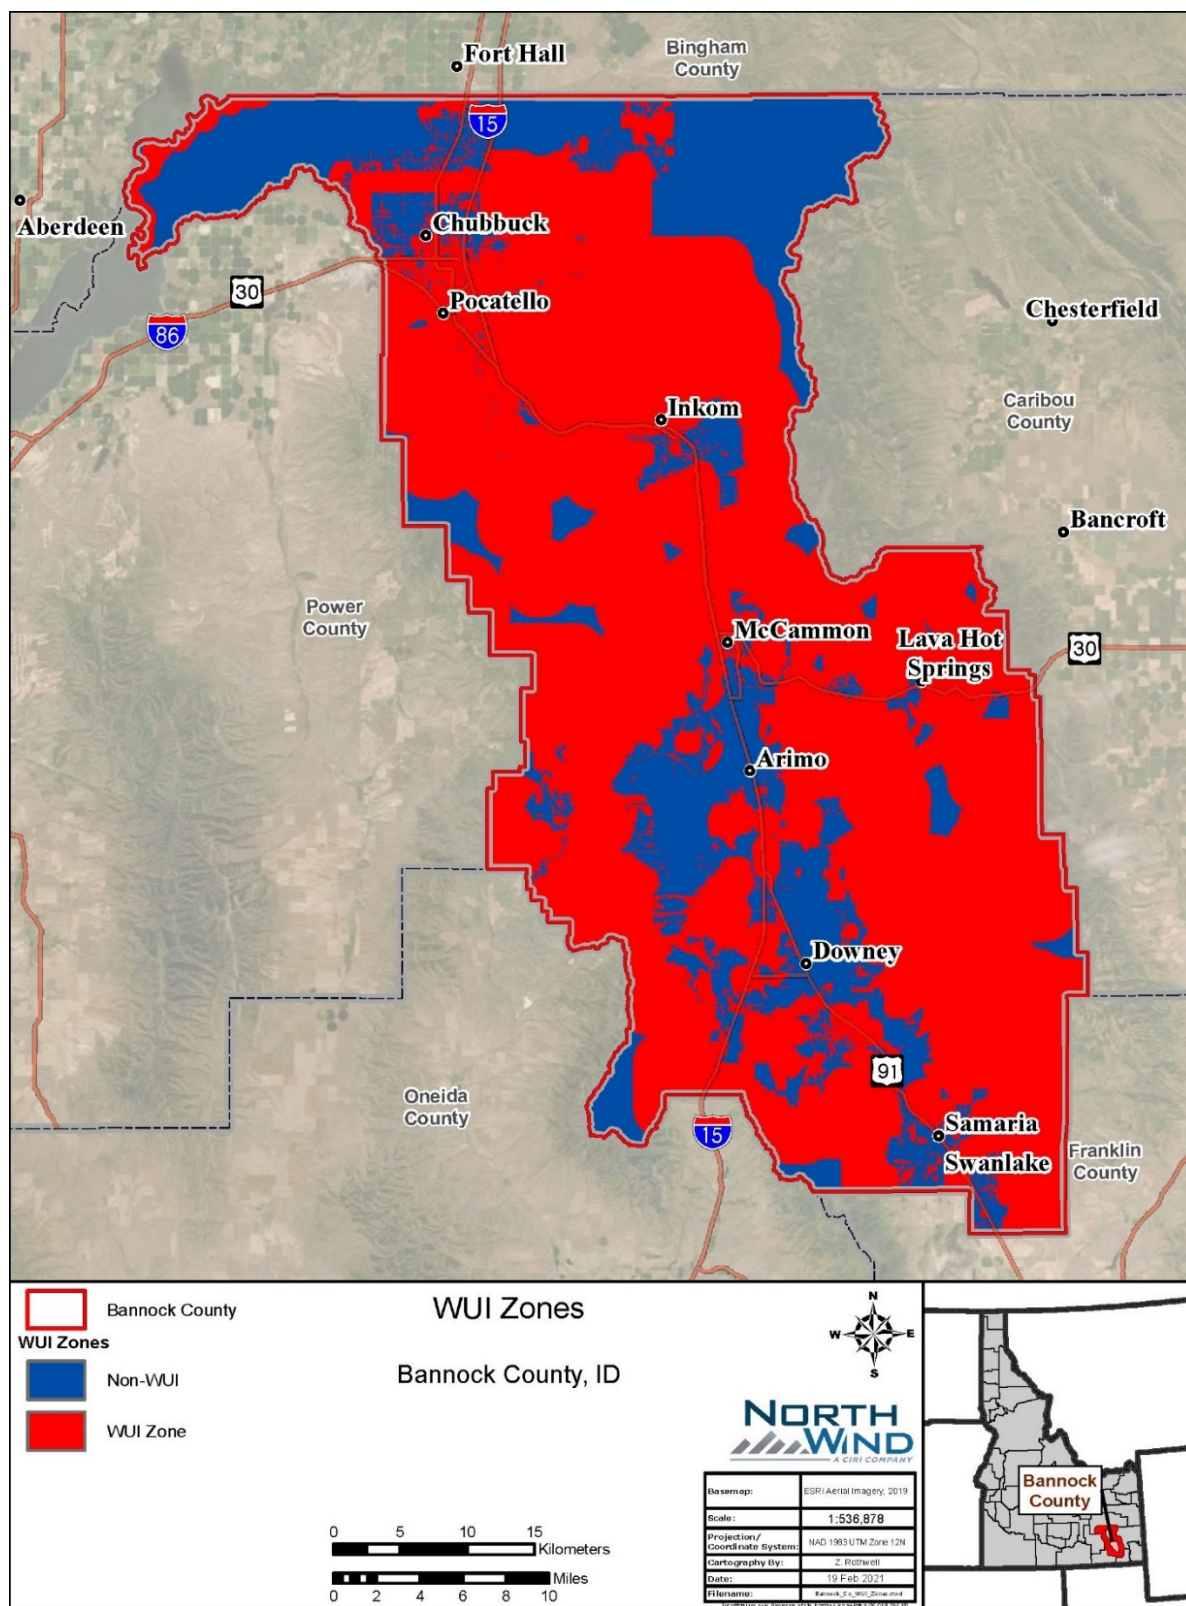 Fort Hall
Bingham
County
15
Aberdeen
Chubbuck
30
Pocatello
86
Chesterfield
Inkom
Caribou
County
Bancroft
Power
County
McCammon
Lava Hot
Springs
30
Arimo
Downey
91
Oneida
County
15
Samaria
Swanlake
Franklin
County
Bannock County
WUI Zones
Non-WUI
WUI Zone
WUI Zones
Bannock County, ID
N
W E
S
NORTH
WIND
A CIRI COMPANY
0 5 10 15
Kilometers
Miles
0 2 4 6 8 10
Basemap: ESRI Aerial Imagery, 2019
Scale: 1:536,878
Projection/
Coordinate System: NAD 1983 UTM Zone 12N
Cartography By: Z. Rothwell
Date: 19 Feb 2021
Filename: Bannock_Co_WUI_Zones.mxd
Bannock
County